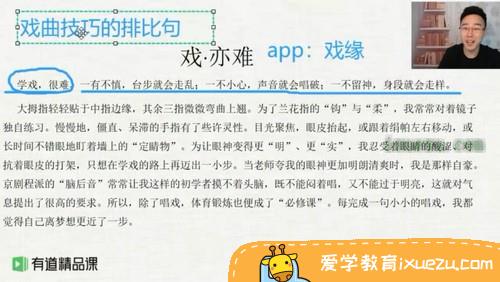 戏曲技巧的排比句
戏·亦难
app：戏缘
学戏，很难。一有不慎，台步就会走乱；一不小心，声音就会唱破；一不留神，身段就会走样。
大拇指轻轻贴于中指边缘，其余三指微微弯曲上翘。为了兰花指的“钩”与“柔”，我常常对着镜子
独自练习。慢慢地，僵直、呆滞的手指有了些许灵性。目光聚焦，眼皮抬起，或跟着绢帕左右移动，或
长时间不错眼地盯着墙上的“定睛物”。为让眼神变得更“明”、更“实”，我忍受着眼睛的酸涩、对
抗着眼皮的打架，只想在学戏的路上再迈出一小步。当老师夸我的眼神更加明朗清爽时，我是那样自豪。
京剧程派的“脑后音”常常让我这样的初学者摸不着头脑，既不能闷着唱，又不能过于明亮，这就对气
息提出了很高的要求。所以，除了唱戏，体育锻炼也便成了“必修课”。每完成一句小小的唱戏，我都
觉得自己离梦想更近了一步。
有道精品课
爱学教育ixuezu.com